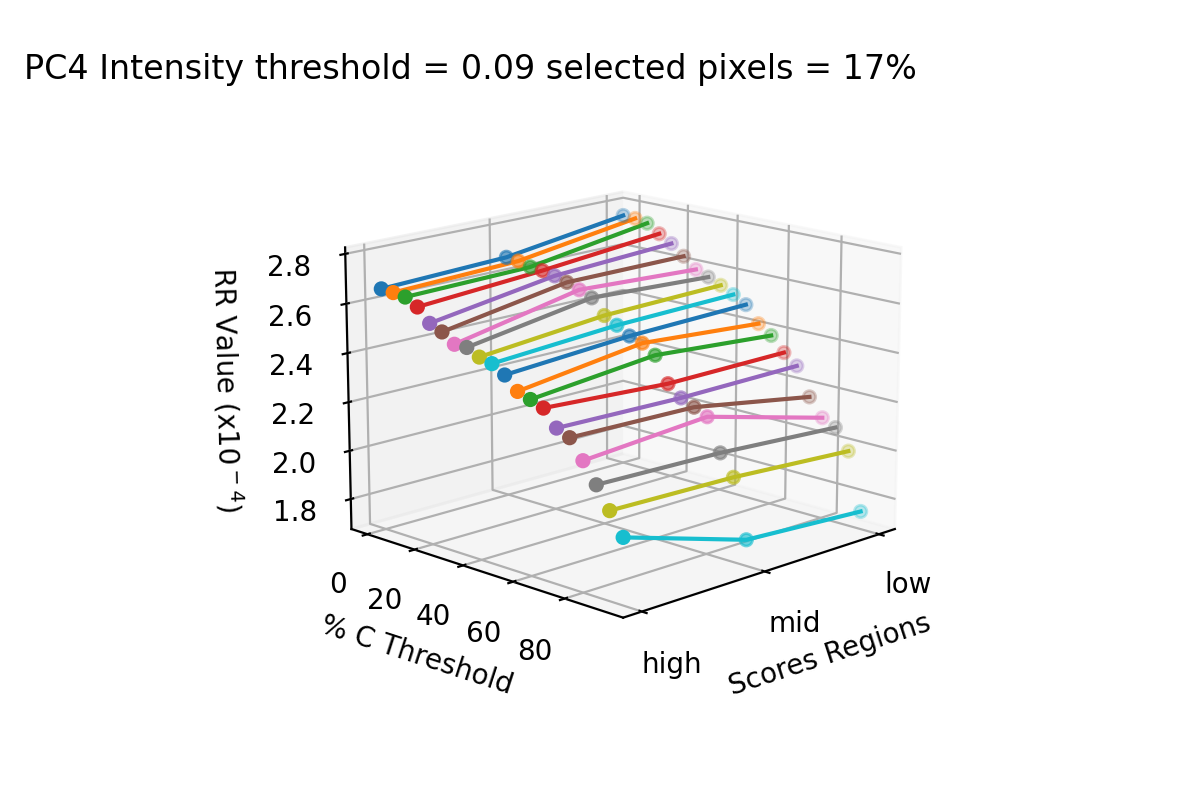 PC4 Intensity threshold = 0.09 selected pixels = 17%
RR Value (x10⁻⁴)
2.8
2.6
2.4
2.2
2.0
1.8
0
20
40
60
80
% C Threshold
high
mid
low
Scores Regions